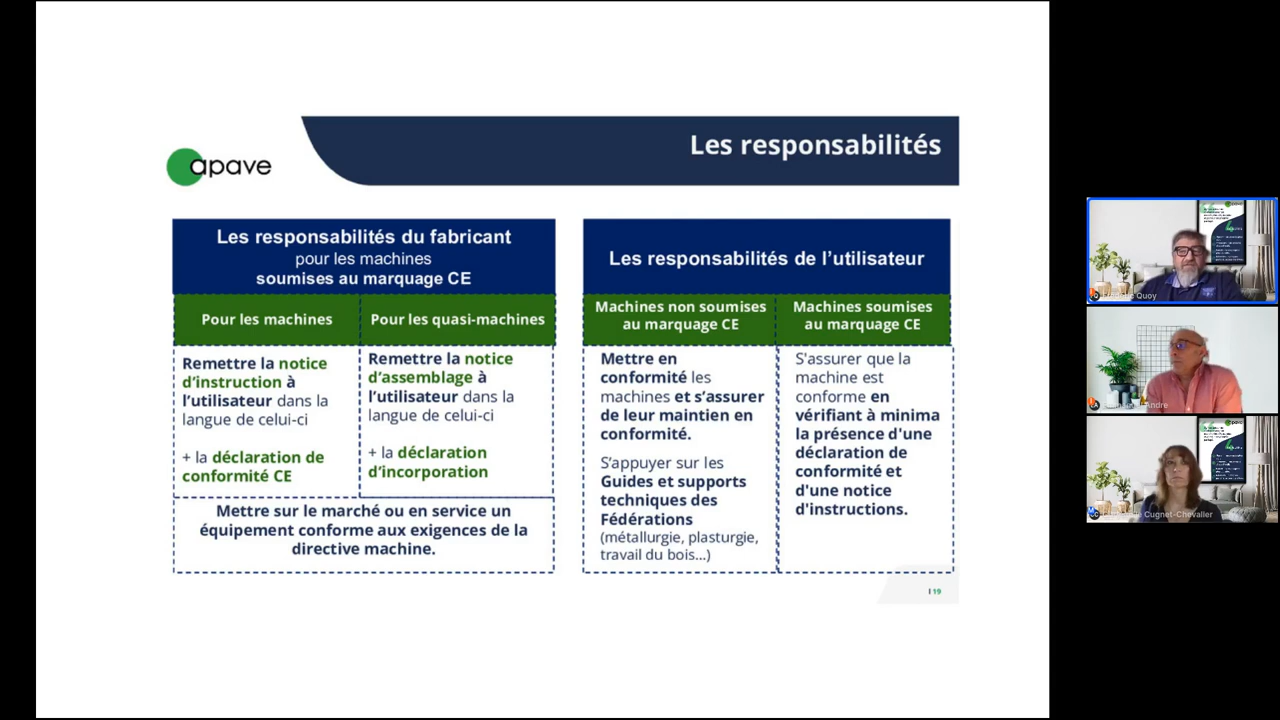 Les responsabilités
apave
Les responsabilités du fabricant
pour les machines
soumises au marquage CE
Pour les machines
Pour les quasi-machines
Remettre la notice
d'instruction à
l'utilisateur dans la
langue de celui-ci
+ la déclaration de
conformité CE
Remettre la notice
d'assemblage à
l'utilisateur dans la
langue de celui-ci
+ la déclaration
d'incorporation
Mettre sur le marché ou en service un
équipement conforme aux exigences de la
directive machine.
Les responsabilités de l'utilisateur
Machines non soumises
au marquage CE
Machines soumises
au marquage CE
Mettre en
conformité les
machines et s'assurer
de leur maintien en
conformité.
S'appuyer sur les
Guides et supports
techniques des
Fédérations
(métallurgie, plasturgie,
travail du bois...)
S'assurer que la
machine est
conforme en
vérifiant à minima
la présence d'une
déclaration de
conformité et
d'une notice
d'instructions.
I 19
Quoy
Andre
Cugnet-Chevalier